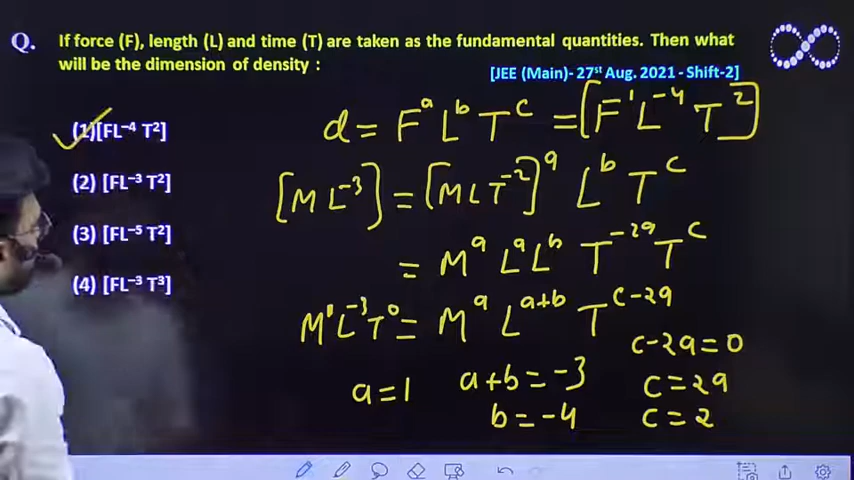 Q. If force (F), length (L) and time (T) are taken as the fundamental quantities. Then what
will be the dimension of density :
[JEE (Main)- 27ˢᵗ Aug. 2021 - Shift-2]
(1) [FL⁻⁴ T²]
(2) [FL⁻³ T²]
(3) [FL⁻⁵ T²]
(4) [FL⁻³ T³]
d = Fᵃ Lᵇ Tᶜ = [F¹ L⁻⁴ T²]
[M L⁻³] = [M L T⁻²]ᵃ Lᵇ Tᶜ
= Mᵃ Lᵃ Lᵇ T⁻²ᵃ Tᶜ
M¹ L⁻³ T⁰ = Mᵃ Lᵃ⁺ᵇ Tᶜ⁻²ᵃ
a = 1
a+b = -3
b = -4
c-2a = 0
c = 2a
c = 2